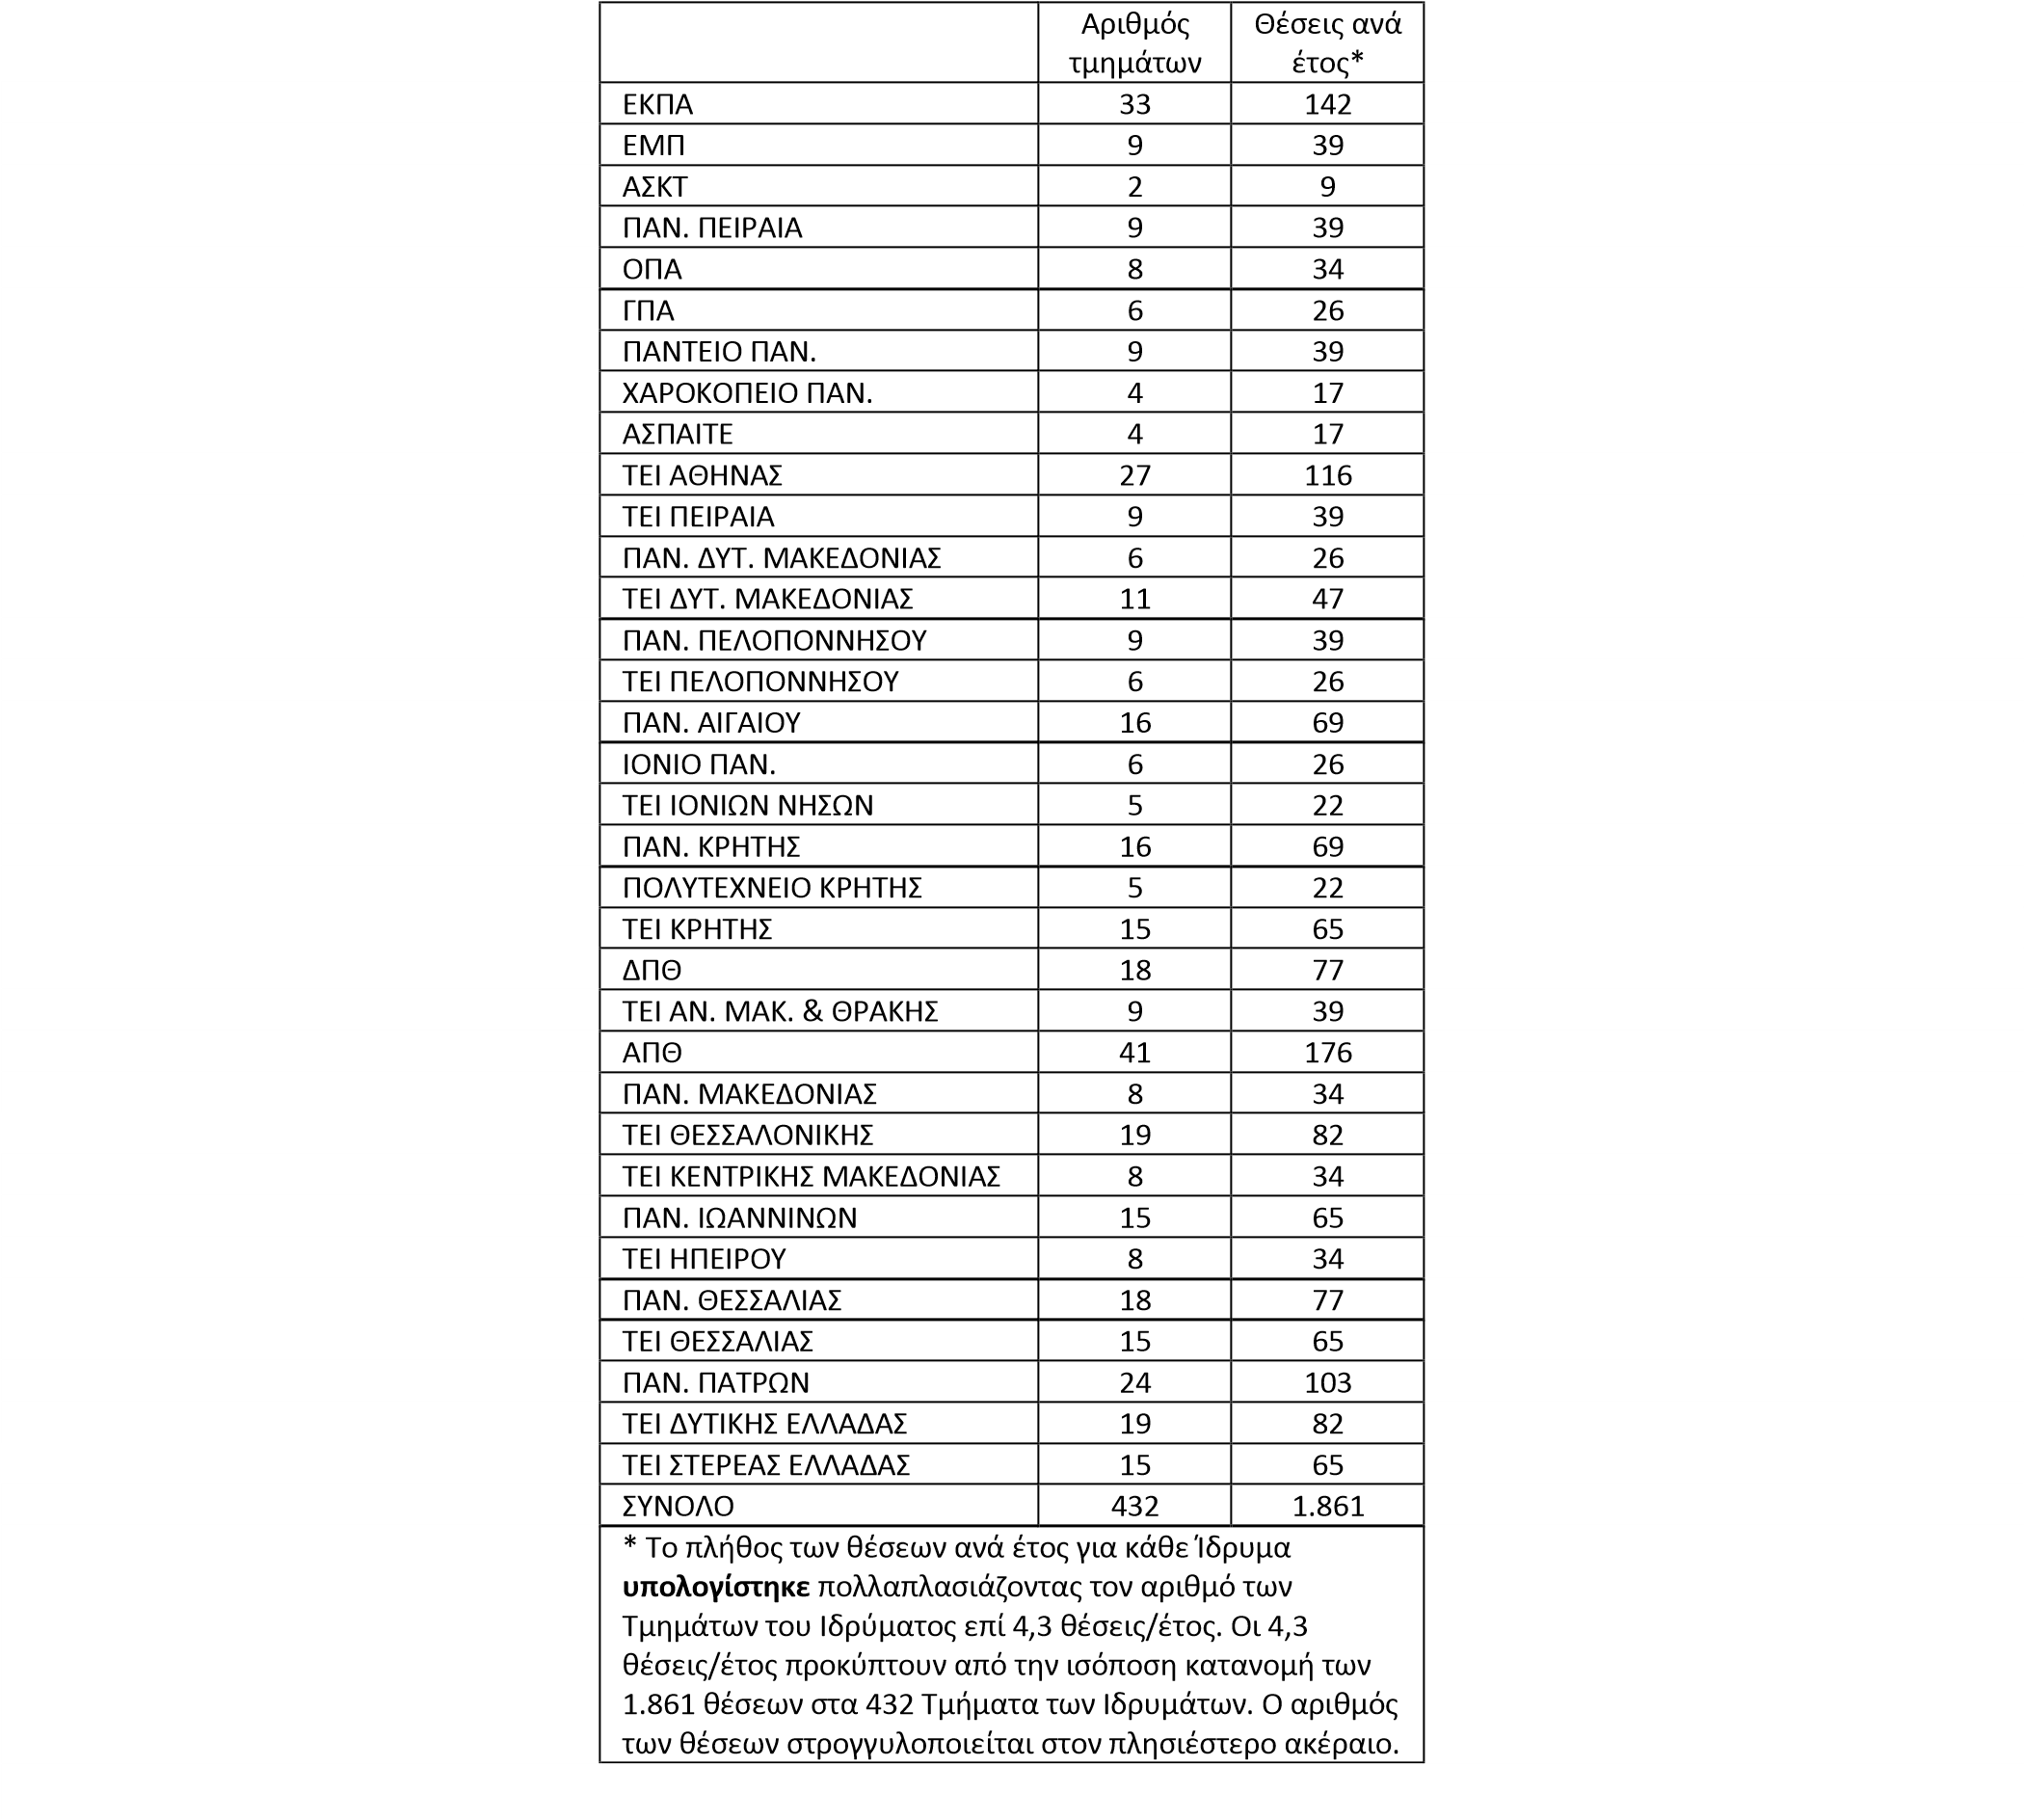 Αριθμός τμημάτων Θέσεις ανά έτος*
ΕΚΠΑ 33 142
ΕΜΠ 9 39
ΑΣΚΤ 2 9
ΠΑΝ. ΠΕΙΡΑΙΑ 9 39
ΟΠΑ 8 34
ΓΠΑ 6 26
ΠΑΝΤΕΙΟ ΠΑΝ. 9 39
ΧΑΡΟΚΟΠΕΙΟ ΠΑΝ. 4 17
ΑΣΠΑΙΤΕ 4 17
ΤΕΙ ΑΘΗΝΑΣ 27 116
ΤΕΙ ΠΕΙΡΑΙΑ 9 39
ΠΑΝ. ΔΥΤ. ΜΑΚΕΔΟΝΙΑΣ 6 26
ΤΕΙ ΔΥΤ. ΜΑΚΕΔΟΝΙΑΣ 11 47
ΠΑΝ. ΠΕΛΟΠΟΝΝΗΣΟΥ 9 39
ΤΕΙ ΠΕΛΟΠΟΝΝΗΣΟΥ 6 26
ΠΑΝ. ΑΙΓΑΙΟΥ 16 69
ΙΟΝΙΟ ΠΑΝ. 6 26
ΤΕΙ ΙΟΝΙΩΝ ΝΗΣΩΝ 5 22
ΠΑΝ. ΚΡΗΤΗΣ 16 69
ΠΟΛΥΤΕΧΝΕΙΟ ΚΡΗΤΗΣ 5 22
ΤΕΙ ΚΡΗΤΗΣ 15 65
ΔΠΘ 18 77
ΤΕΙ ΑΝ. ΜΑΚ. & ΘΡΑΚΗΣ 9 39
ΑΠΘ 41 176
ΠΑΝ. ΜΑΚΕΔΟΝΙΑΣ 8 34
ΤΕΙ ΘΕΣΣΑΛΟΝΙΚΗΣ 19 82
ΤΕΙ ΚΕΝΤΡΙΚΗΣ ΜΑΚΕΔΟΝΙΑΣ 8 34
ΠΑΝ. ΙΩΑΝΝΙΝΩΝ 15 65
ΤΕΙ ΗΠΕΙΡΟΥ 8 34
ΠΑΝ. ΘΕΣΣΑΛΙΑΣ 18 77
ΤΕΙ ΘΕΣΣΑΛΙΑΣ 15 65
ΠΑΝ. ΠΑΤΡΩΝ 24 103
ΤΕΙ ΔΥΤΙΚΗΣ ΕΛΛΑΔΑΣ 19 82
ΤΕΙ ΣΤΕΡΕΑΣ ΕΛΛΑΔΑΣ 15 65
ΣΥΝΟΛΟ 432 1.861
* Το πλήθος των θέσεων ανά έτος για κάθε Ίδρυμα
υπολογίστηκε πολλαπλασιάζοντας τον αριθμό των
Τμημάτων του Ιδρύματος επί 4,3 θέσεις/έτος. Οι 4,3
θέσεις/έτος προκύπτουν από την ισόποση κατανομή των
1.861 θέσεων στα 432 Τμήματα των Ιδρυμάτων. Ο αριθμός
των θέσεων στρογγυλοποιείται στον πλησιέστερο ακέραιο.